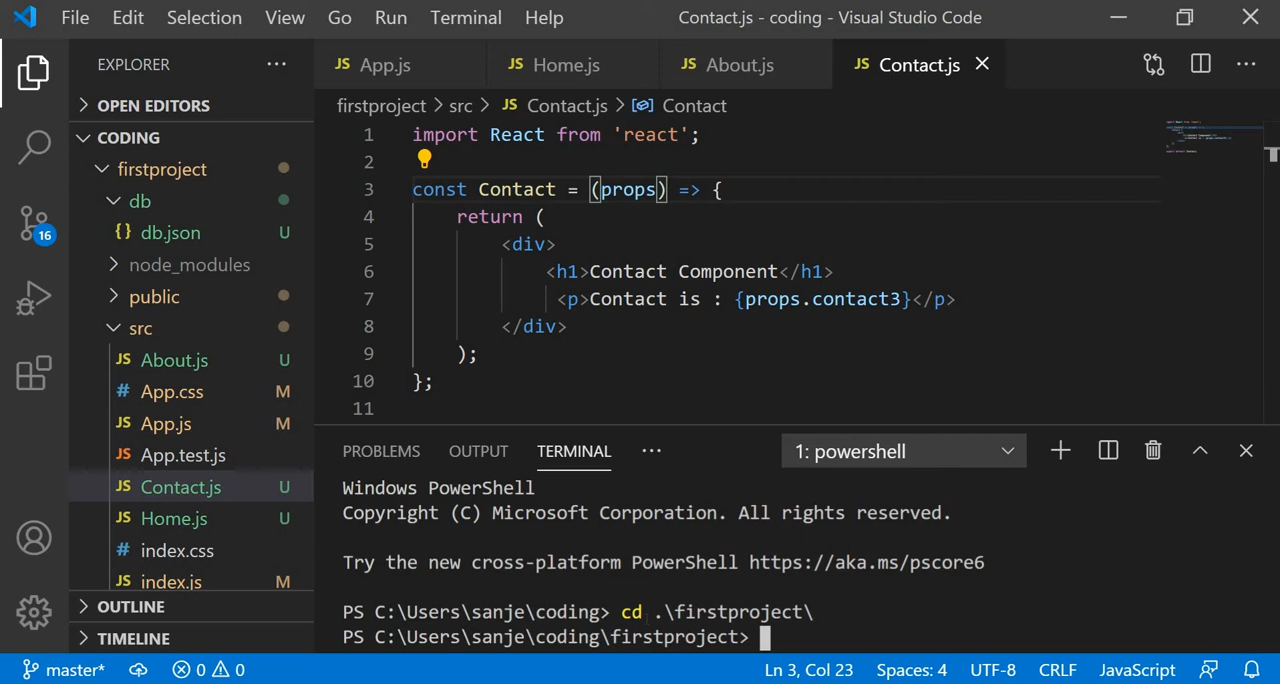 File Edit Selection View Go Run Terminal Help Contact.js - coding - Visual Studio Code
EXPLORER
JS App.js JS Home.js JS About.js JS Contact.js
OPEN EDITORS
firstproject > src > JS Contact.js > Contact
CODING
firstproject
db
{} db.json U
node_modules
public
src
JS About.js U
# App.css M
JS App.js M
JS App.test.js
JS Contact.js U
JS Home.js U
# index.css
JS index.js M
OUTLINE
TIMELINE
16
1 import React from 'react';
2
3 const Contact = (props) => {
4 return (
5 <div>
6 <h1>Contact Component</h1>
7 <p>Contact is : {props.contact3}</p>
8 </div>
9 );
10 };
11
PROBLEMS OUTPUT TERMINAL 1: powershell
Windows PowerShell
Copyright (C) Microsoft Corporation. All rights reserved.
Try the new cross-platform PowerShell https://aka.ms/pscore6
PS C:\Users\sanje\coding> cd .\firstproject\
PS C:\Users\sanje\coding\firstproject>
master* 0 0 Ln 3, Col 23 Spaces: 4 UTF-8 CRLF JavaScript